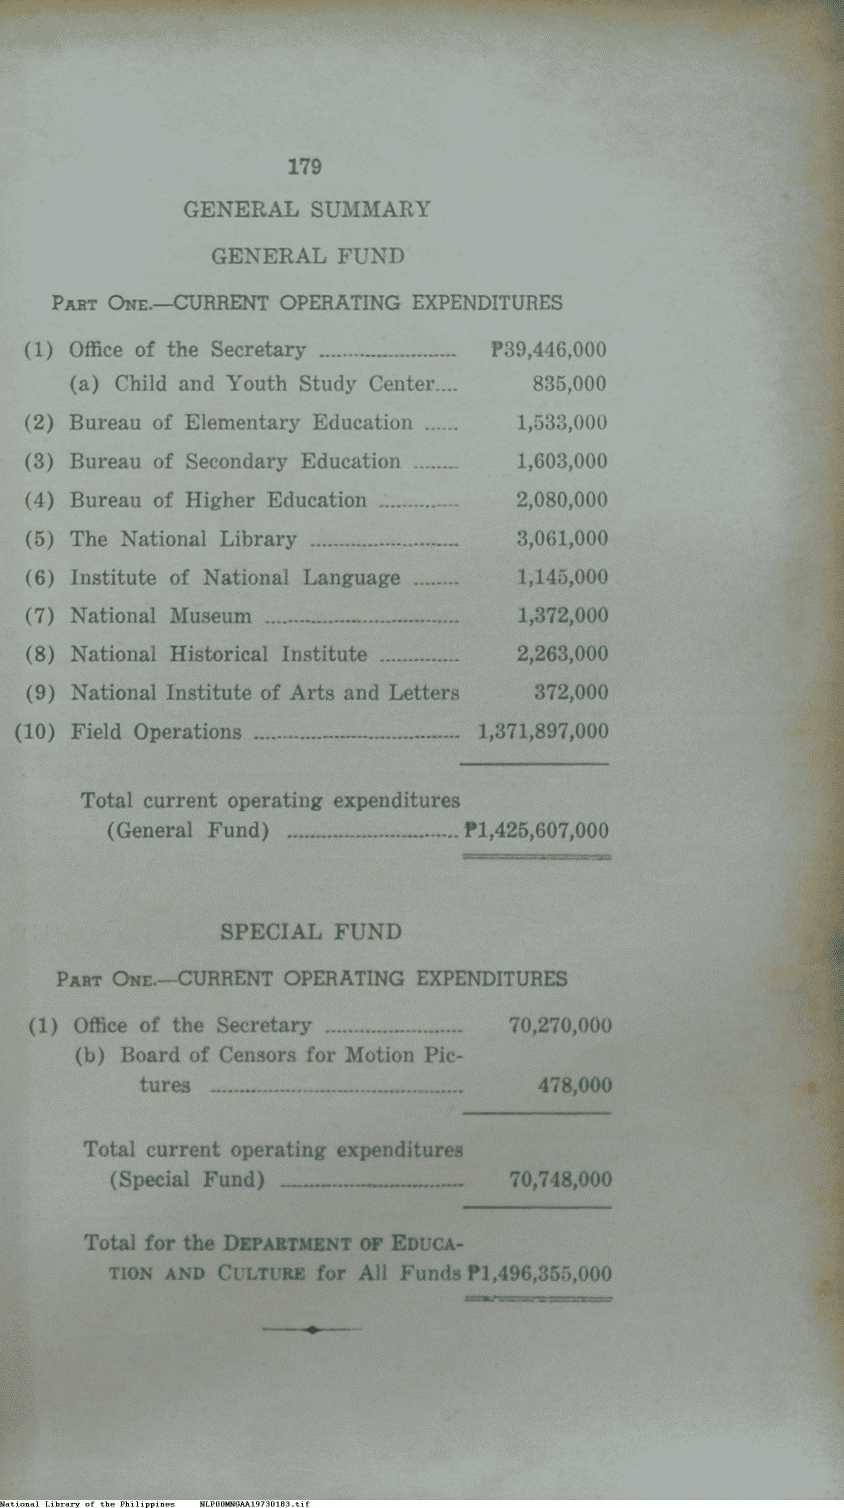 179
GENERAL SUMMARY
GENERAL FUND
PART ONE.—CURRENT OPERATING EXPENDITURES
(1) Office of the Secretary ........................ ₱39,446,000
(a) Child and Youth Study Center.... 835,000
(2) Bureau of Elementary Education ...... 1,533,000
(3) Bureau of Secondary Education ........ 1,603,000
(4) Bureau of Higher Education .............. 2,080,000
(5) The National Library .......................... 3,061,000
(6) Institute of National Language ........ 1,145,000
(7) National Museum .................................. 1,372,000
(8) National Historical Institute .............. 2,263,000
(9) National Institute of Arts and Letters 372,000
(10) Field Operations .................................... 1,371,897,000
Total current operating expenditures
(General Fund) .............................. ₱1,425,607,000
SPECIAL FUND
PART ONE.—CURRENT OPERATING EXPENDITURES
(1) Office of the Secretary ........................ 70,270,000
(b) Board of Censors for Motion Pic-
tures ............................................ 478,000
Total current operating expenditures
(Special Fund) ................................ 70,748,000
Total for the DEPARTMENT OF EDUCA-
TION AND CULTURE for All Funds ₱1,496,355,000
National Library of the Philippines NLP00MNGAA19730183.tif